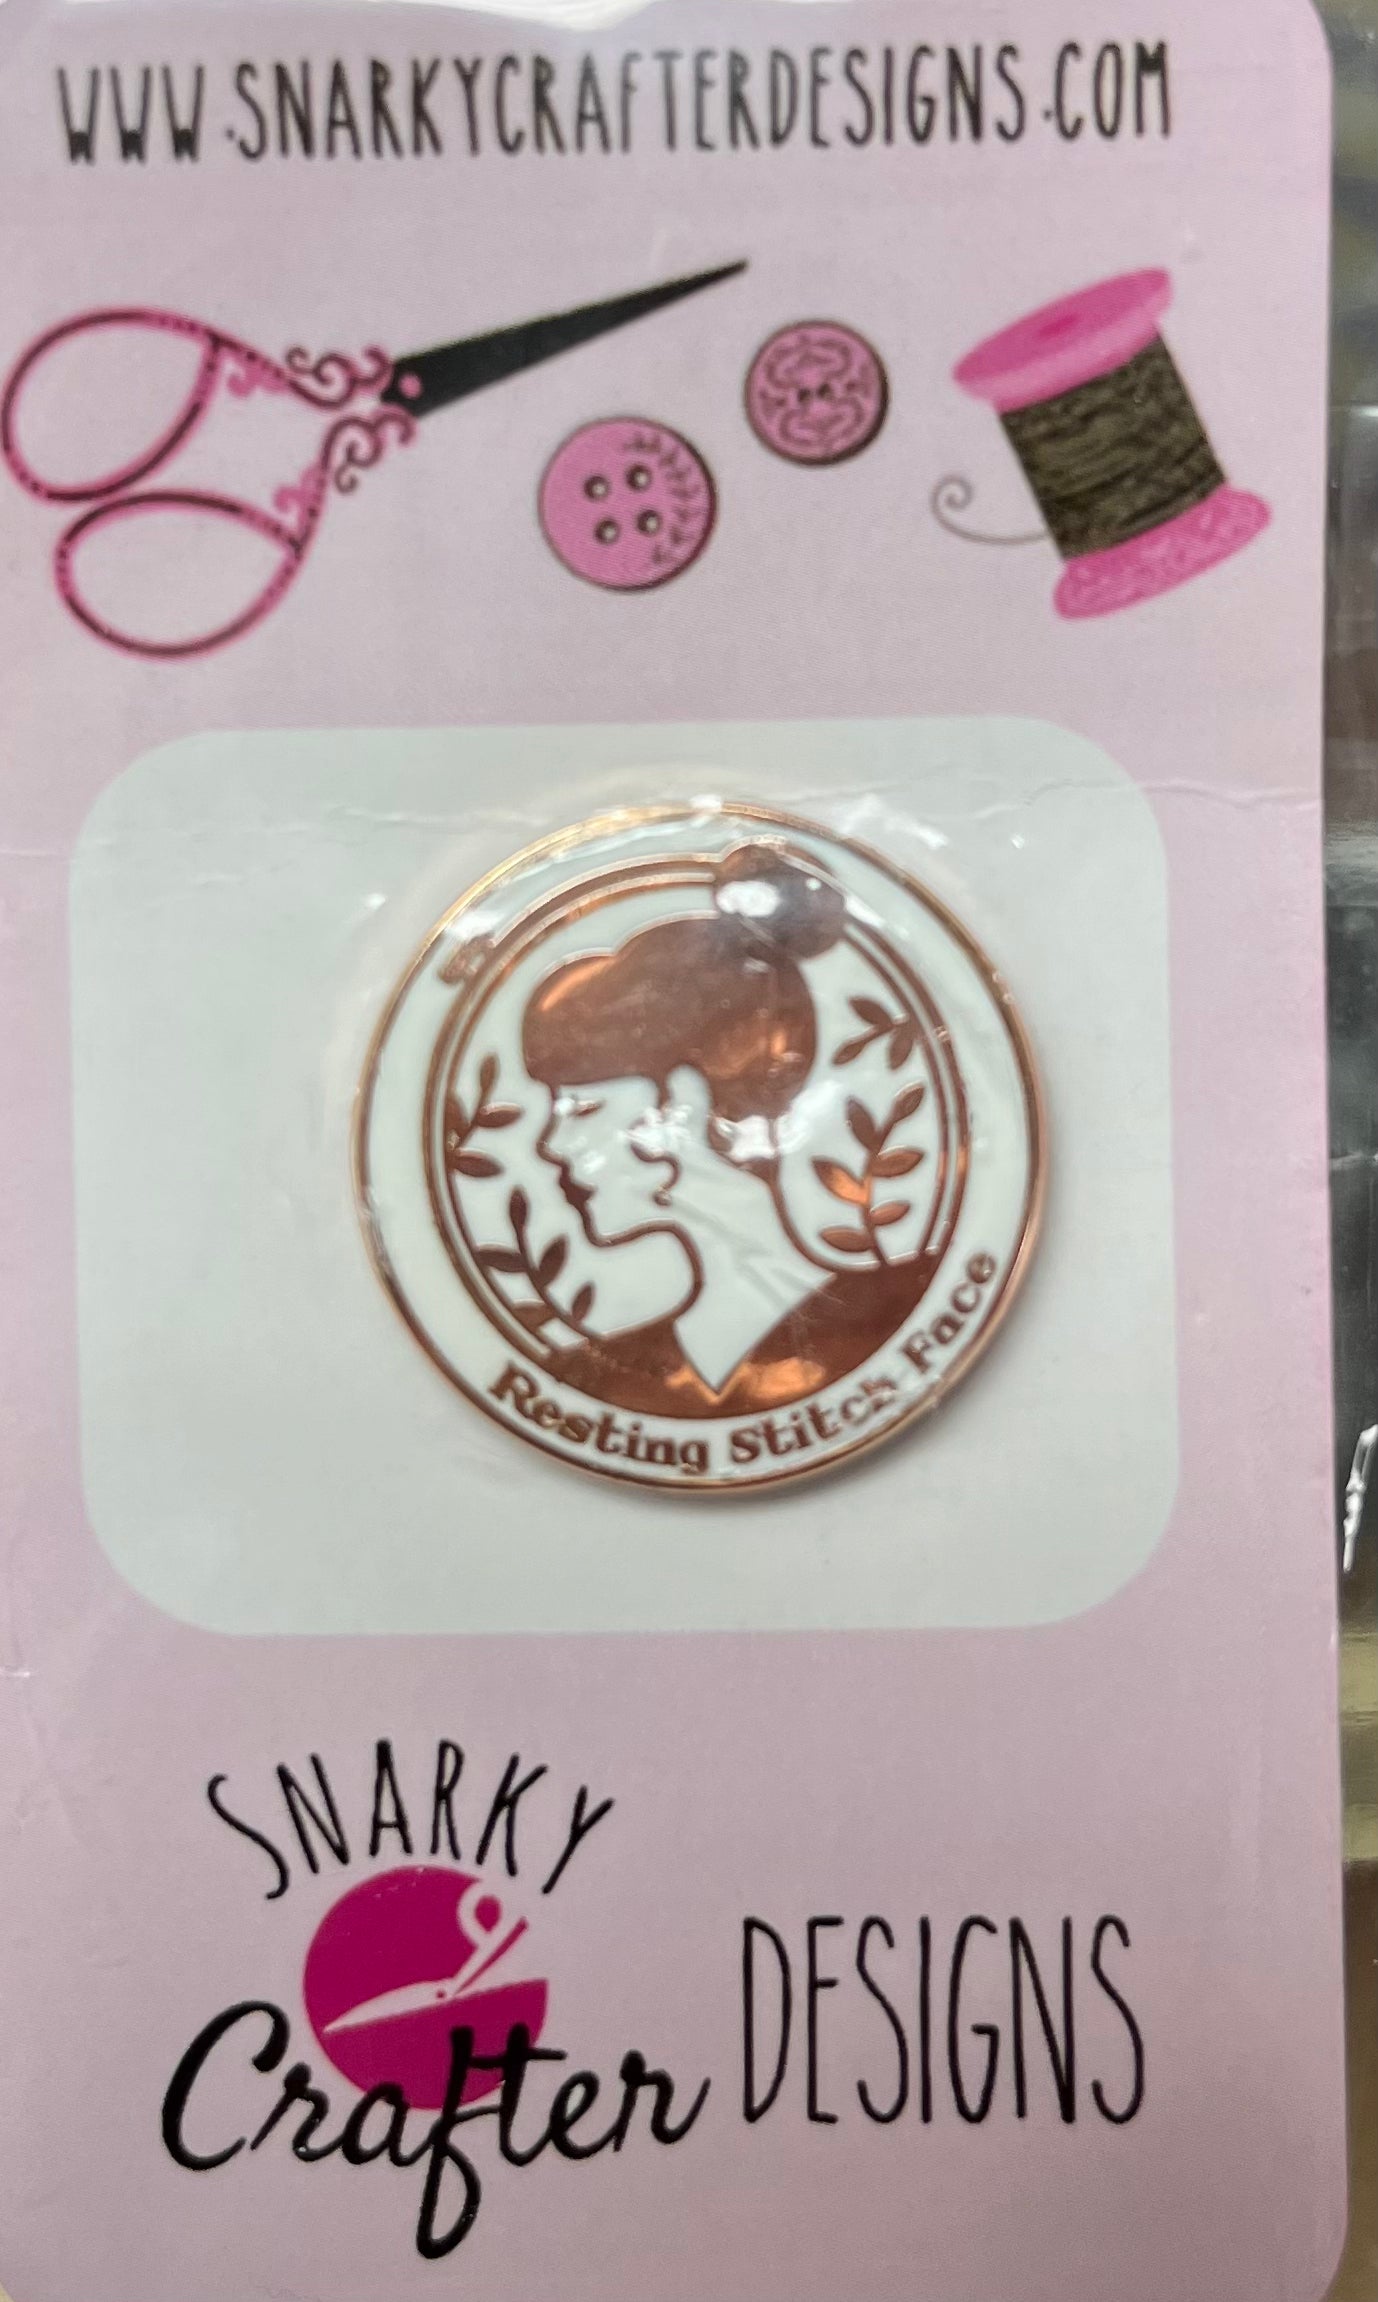 WWW.SNARKYCRAFTERDESIGNS.COM
Resting Stitch Face
SNARKY
Crafter DESIGNS